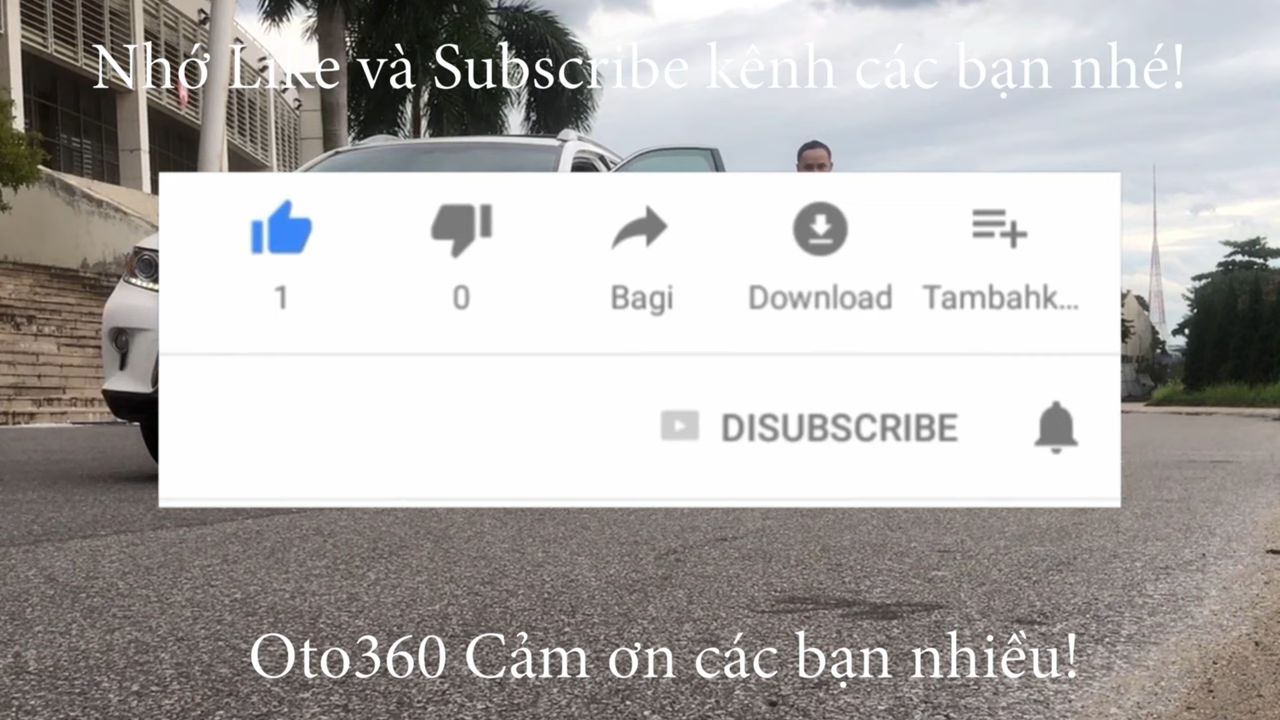 Nhớ Like và Subscribe kênh các bạn nhé!
1 0 Bagi Download Tambahk...
DISUBSCRIBE
Oto360 Cảm ơn các bạn nhiều!